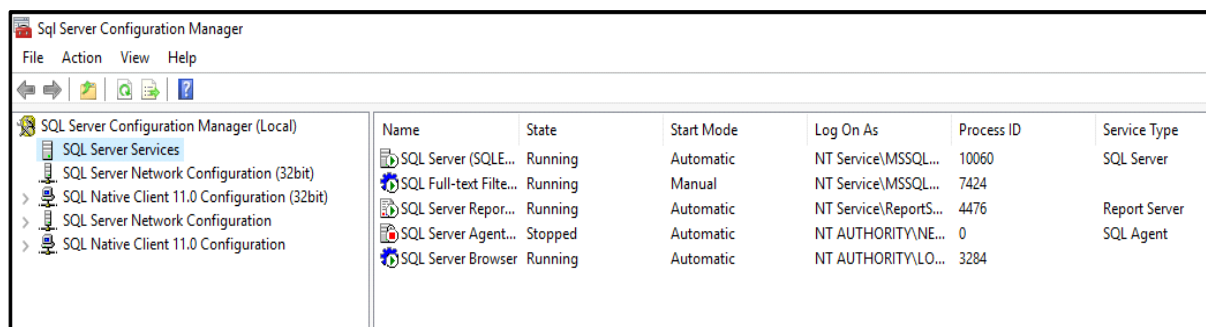 Sql Server Configuration Manager
File Action View Help
SQL Server Configuration Manager (Local)
SQL Server Services
SQL Server Network Configuration (32bit)
SQL Native Client 11.0 Configuration (32bit)
SQL Server Network Configuration
SQL Native Client 11.0 Configuration
Name State Start Mode Log On As Process ID Service Type
SQL Server (SQLE... Running Automatic NT Service\MSSQL... 10060 SQL Server
SQL Full-text Filte... Running Manual NT Service\MSSQL... 7424
SQL Server Repor... Running Automatic NT Service\ReportS... 4476 Report Server
SQL Server Agent... Stopped Automatic NT AUTHORITY\NE... 0 SQL Agent
SQL Server Browser Running Automatic NT AUTHORITY\LO... 3284